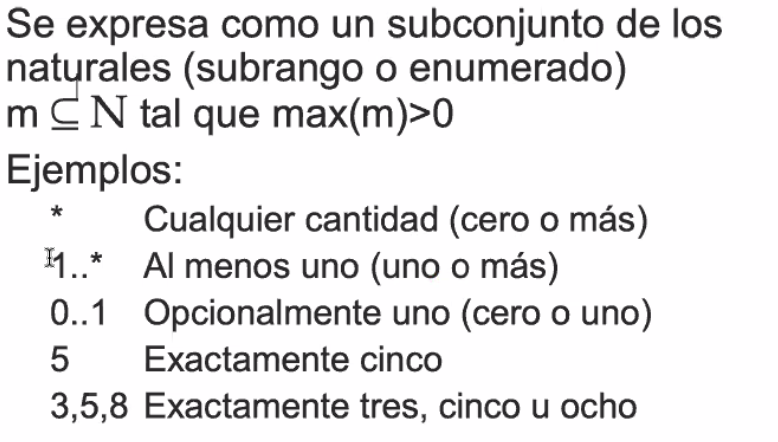 Se expresa como un subconjunto de los
naturales (subrango o enumerado)
m ⊆ N tal que max(m)>0
Ejemplos:
* Cualquier cantidad (cero o más)
1..* Al menos uno (uno o más)
0..1 Opcionalmente uno (cero o uno)
5 Exactamente cinco
3,5,8 Exactamente tres, cinco u ocho